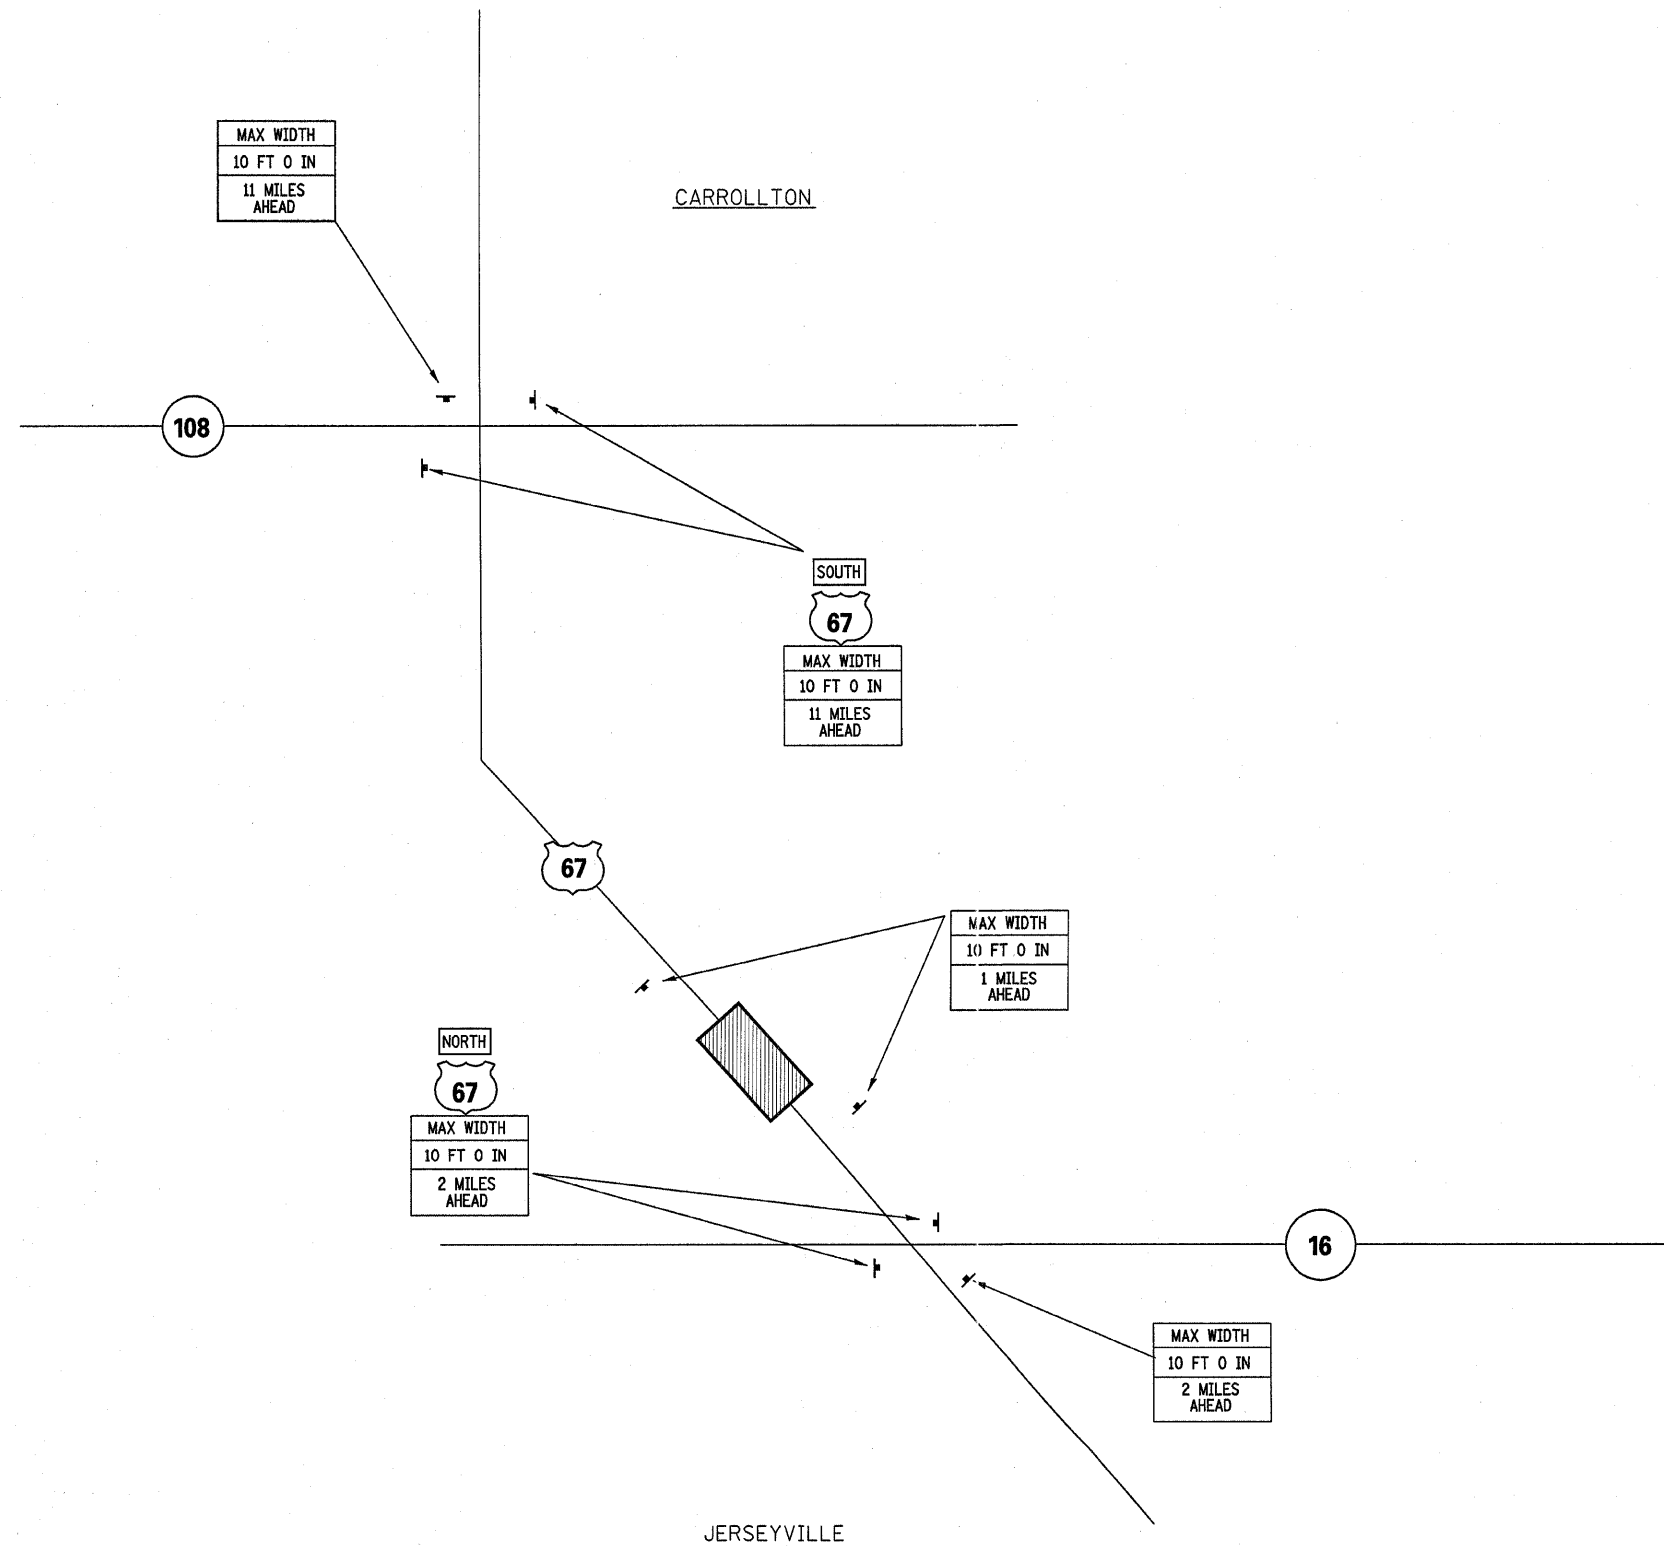 MAX WIDTH
10 FT 0 IN
11 MILES
AHEAD
CARROLLTON
108
SOUTH
67
MAX WIDTH
10 FT 0 IN
11 MILES
AHEAD
67
MAX WIDTH
10 FT 0 IN
1 MILES
AHEAD
NORTH
67
MAX WIDTH
10 FT 0 IN
2 MILES
AHEAD
16
MAX WIDTH
10 FT 0 IN
2 MILES
AHEAD
JERSEYVILLE